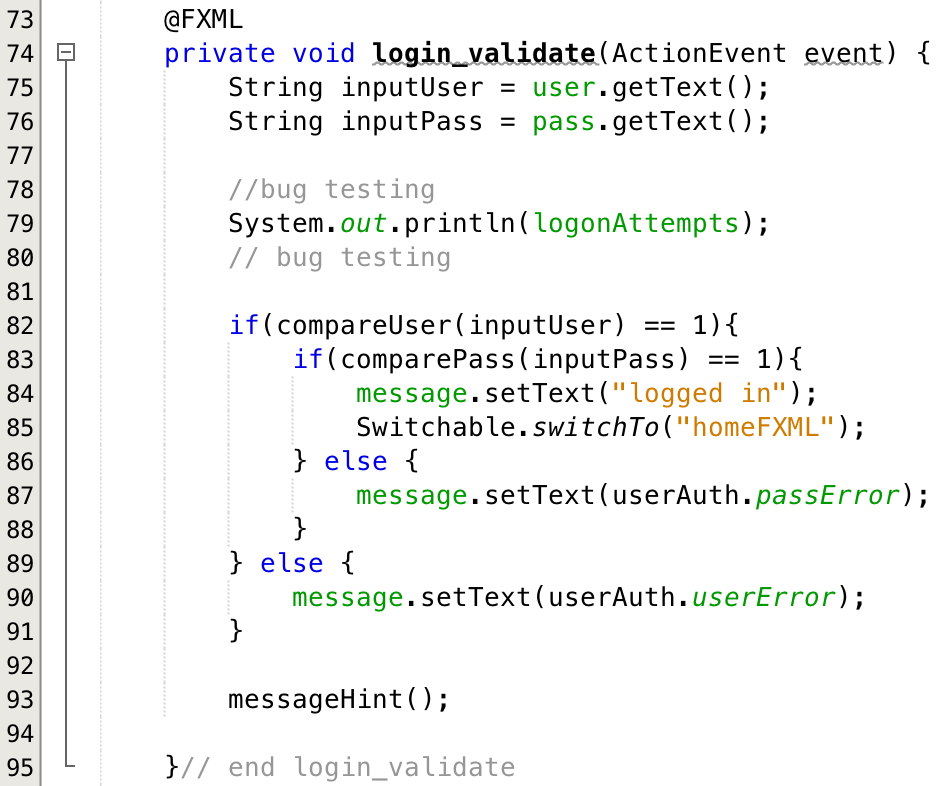 73 @FXML
74 private void login_validate(ActionEvent event) {
75 String inputUser = user.getText();
76 String inputPass = pass.getText();
77
78 //bug testing
79 System.out.println(logonAttempts);
80 // bug testing
81
82 if(compareUser(inputUser) == 1){
83 if(comparePass(inputPass) == 1){
84 message.setText("logged in");
85 Switchable.switchTo("homeFXML");
86 } else {
87 message.setText(userAuth.passError);
88 }
89 } else {
90 message.setText(userAuth.userError);
91 }
92
93 messageHint();
94
95 }// end login_validate